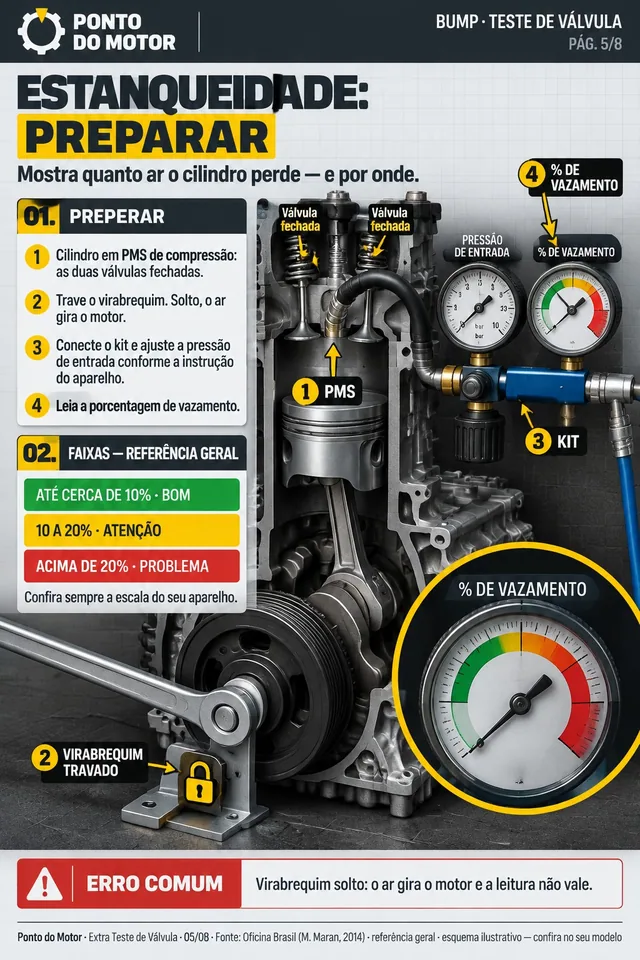 PONTO
DO MOTOR
BUMP · TESTE DE VÁLVULA
PÁG. 5/8
ESTANQUEIDADE:
PREPARAR
Mostra quanto ar o cilindro perde — e por onde.
01. PREPERAR
1 Cilindro em PMS de compressão:
as duas válvulas fechadas.
2 Trave o virabrequim. Solto, o ar
gira o motor.
3 Conecte o kit e ajuste a pressão
de entrada conforme a instrução
do aparelho.
4 Leia a porcentagem de vazamento.
02. FAIXAS — REFERÊNCIA GERAL
ATÉ CERCA DE 10% · BOM
10 A 20% · ATENÇÃO
ACIMA DE 20% · PROBLEMA
Confira sempre a escala do seu aparelho.
Válvula
fechada
Válvula
fechada
4 % DE
VAZAMENTO
PRESSÃO
DE ENTRADA
% DE VAZAMENTO
bar
bar
10
1 PMS
3 KIT
% DE VAZAMENTO
2 VIRABREQUIM
TRAVADO
ERRO COMUM
Virabrequim solto: o ar gira o motor e a leitura não vale.
Ponto do Motor · Extra Teste de Válvula · 05/08 · Fonte: Oficina Brasil (M. Maran, 2014) · referência geral · esquema ilustrativo — confira no seu modelo